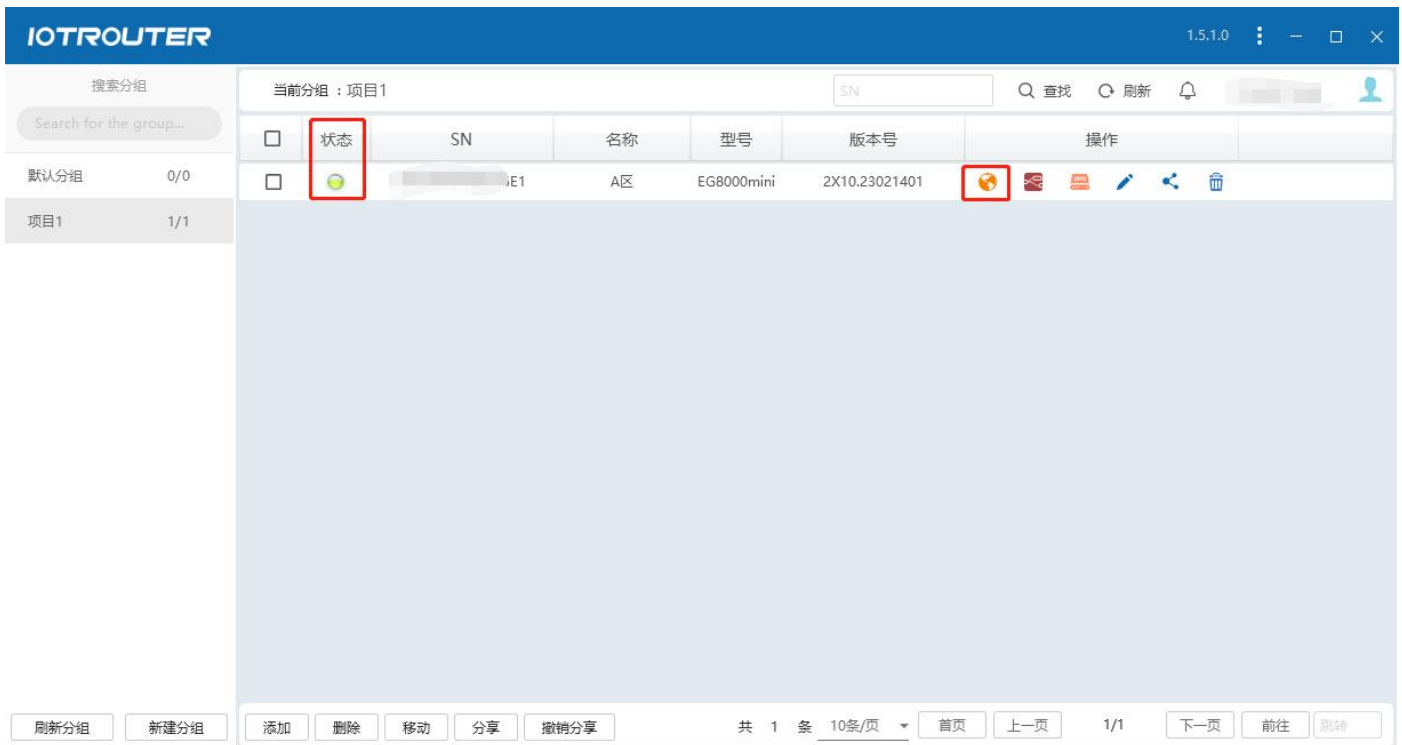 IOTROUTER
1.5.1.0
搜索分组
Search for the group...
默认分组 0/0
项目1 1/1
刷新分组 新建分组
当前分组：项目1
SN
查找 刷新
状态 SN 名称 型号 版本号 操作
E1 A区 EG8000mini 2X10.23021401
添加 删除 移动 分享 撤销分享
共 1 条 10条/页 首页 上一页 1/1 下一页 前往 跳转